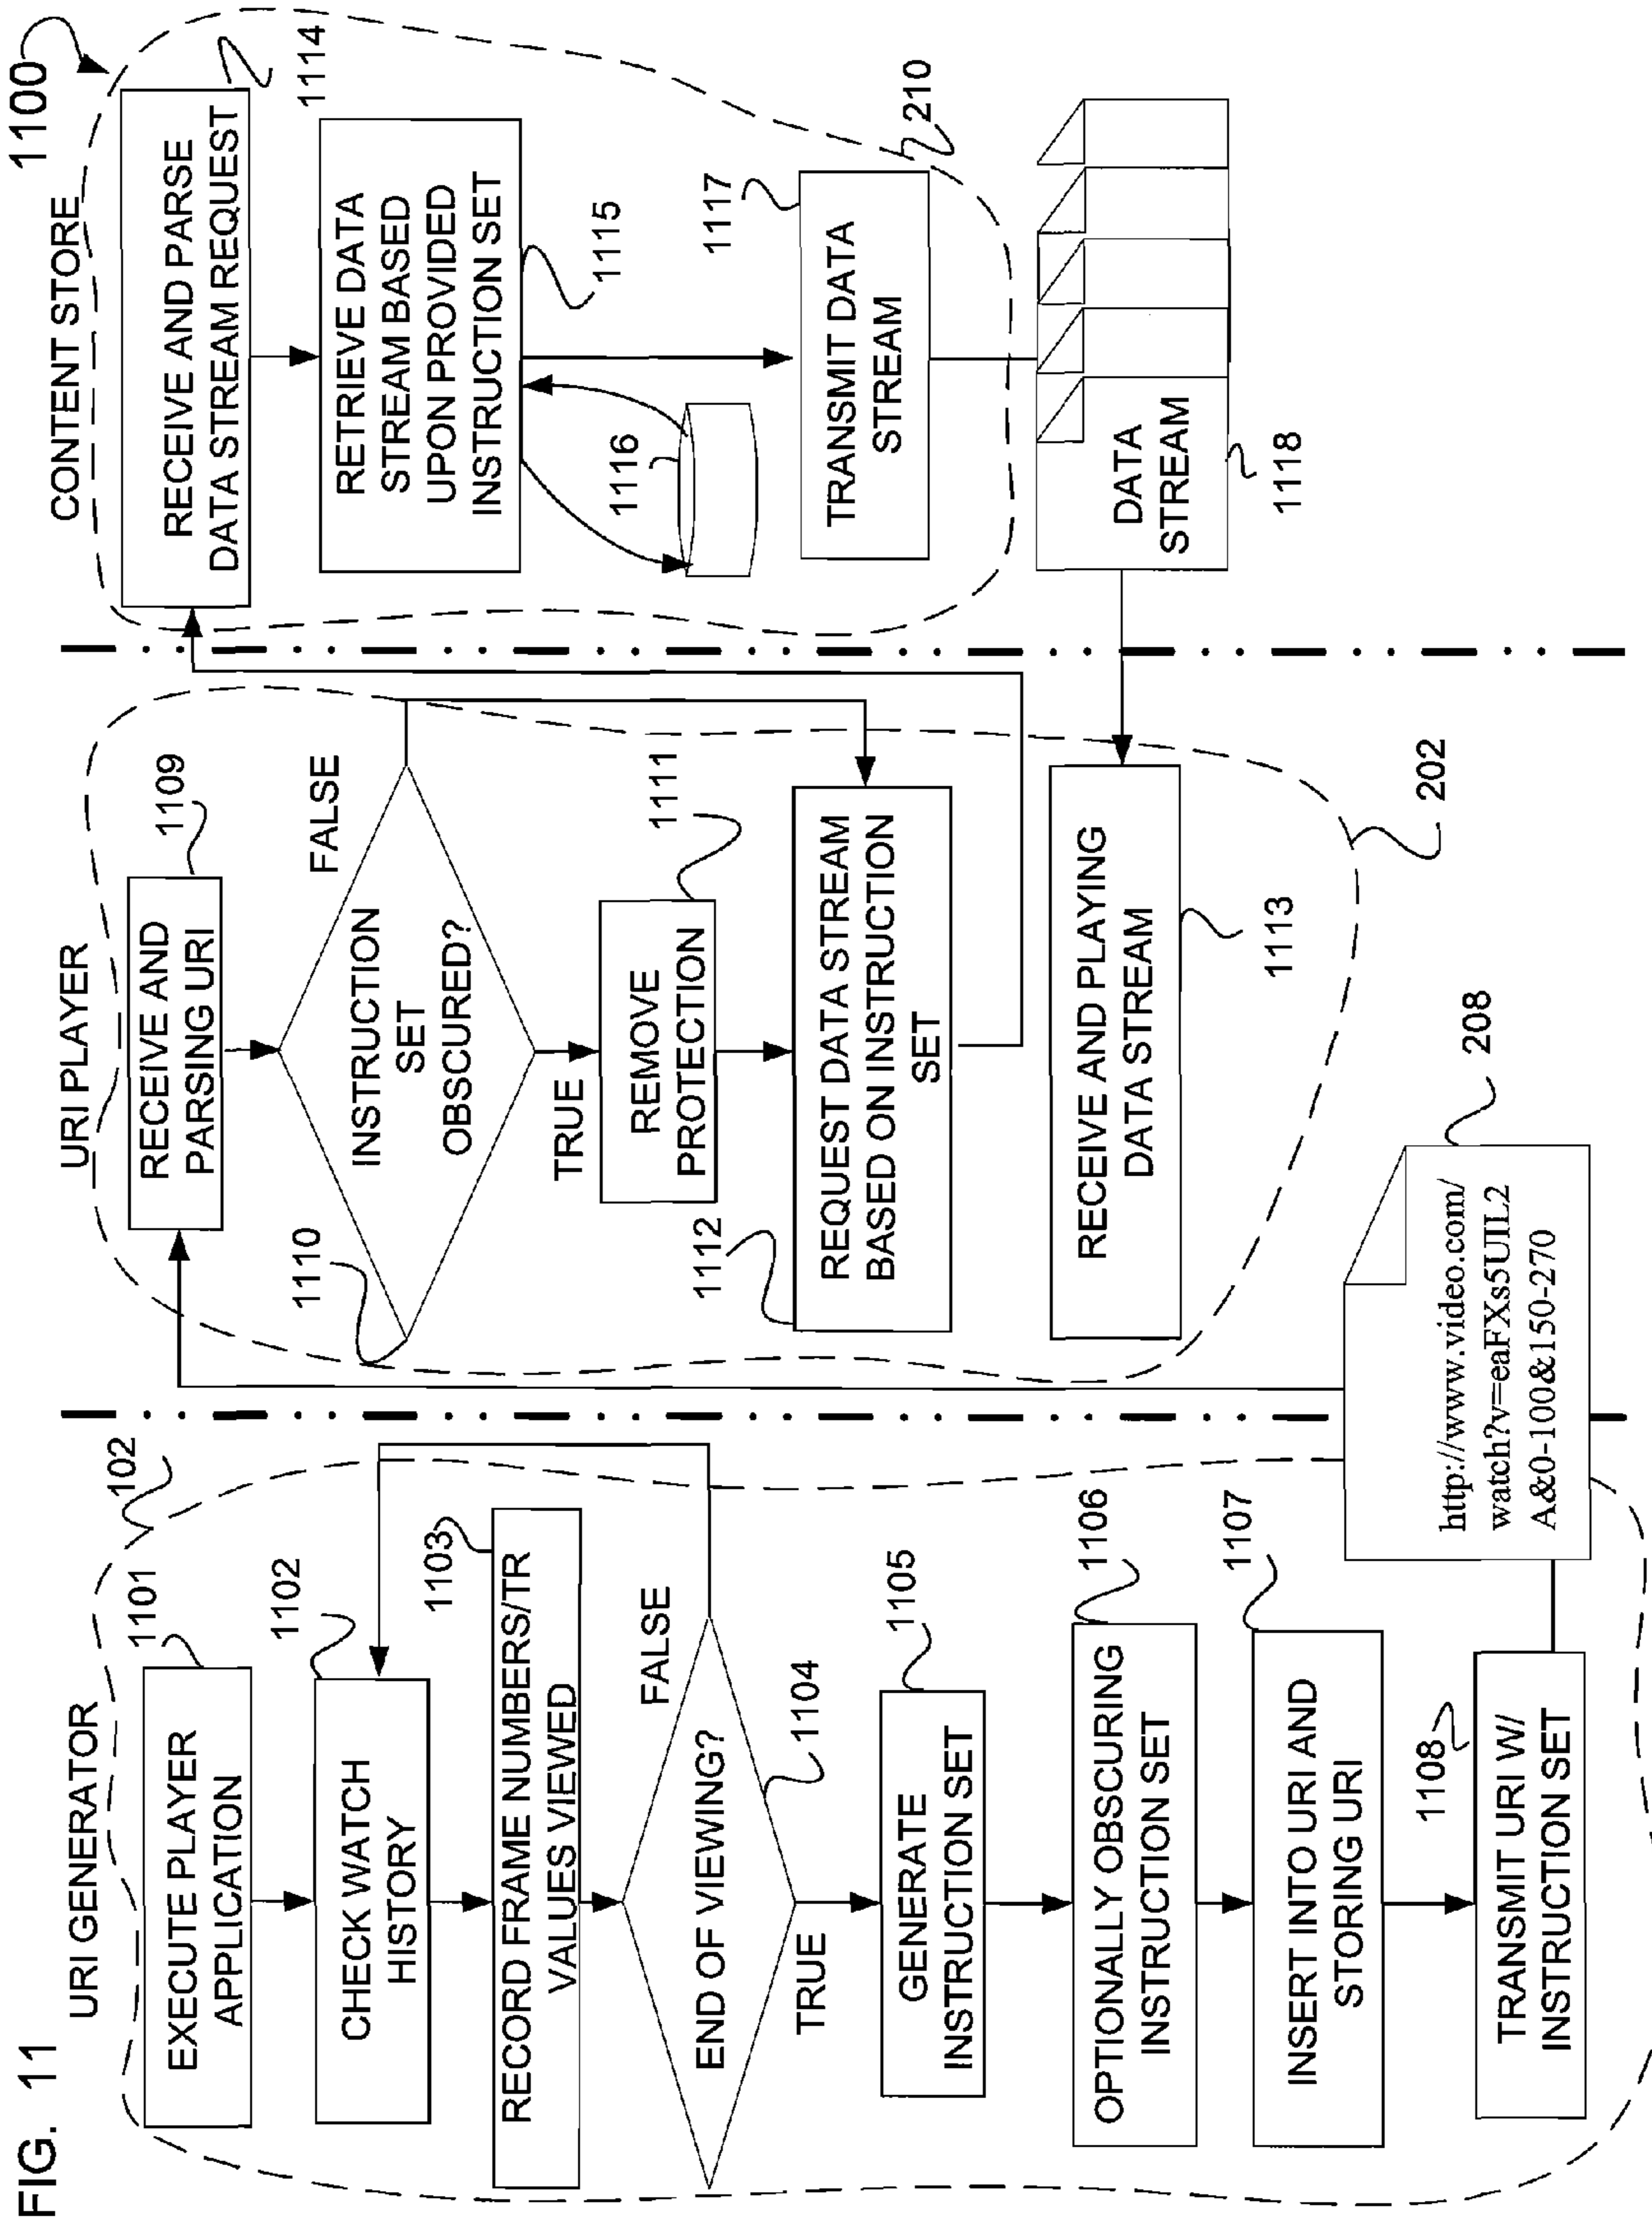 FIG. 11
1100
URI GENERATOR
102
EXECUTE PLAYER
APPLICATION
1101
CHECK WATCH
HISTORY
1102
RECORD FRAME NUMBERS/TR
VALUES VIEWED
1103
END OF VIEWING?
1104
FALSE
TRUE
GENERATE
INSTRUCTION SET
1105
OPTIONALLY OBSCURING
INSTRUCTION SET
1106
INSERT INTO URI AND
STORING URI
1107
TRANSMIT URI W/
INSTRUCTION SET
1108
http://www.video.com/
watch?v=eaFXs5UIL2
A&0-100&150-270
208
URI PLAYER
RECEIVE AND
PARSING URI
1109
INSTRUCTION
SET
OBSCURED?
1110
FALSE
TRUE
REMOVE
PROTECTION
1111
REQUEST DATA STREAM
BASED ON INSTRUCTION
SET
1112
RECEIVE AND PLAYING
DATA STREAM
1113
202
CONTENT STORE
RECEIVE AND PARSE
DATA STREAM REQUEST
1114
RETRIEVE DATA
STREAM BASED
UPON PROVIDED
INSTRUCTION SET
1115
1116
TRANSMIT DATA
STREAM
1117
210
DATA
STREAM
1118